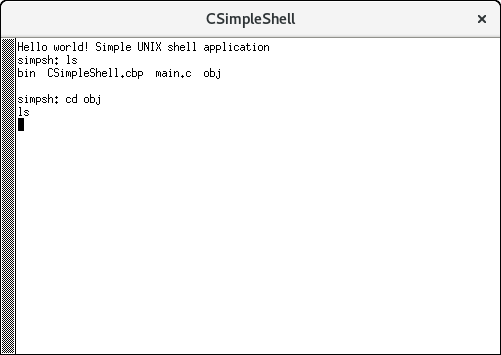 CSimpleShell
Hello world! Simple UNIX shell application
simpsh: ls
bin  CSimpleShell.cbp  main.c  obj
simpsh: cd obj
ls